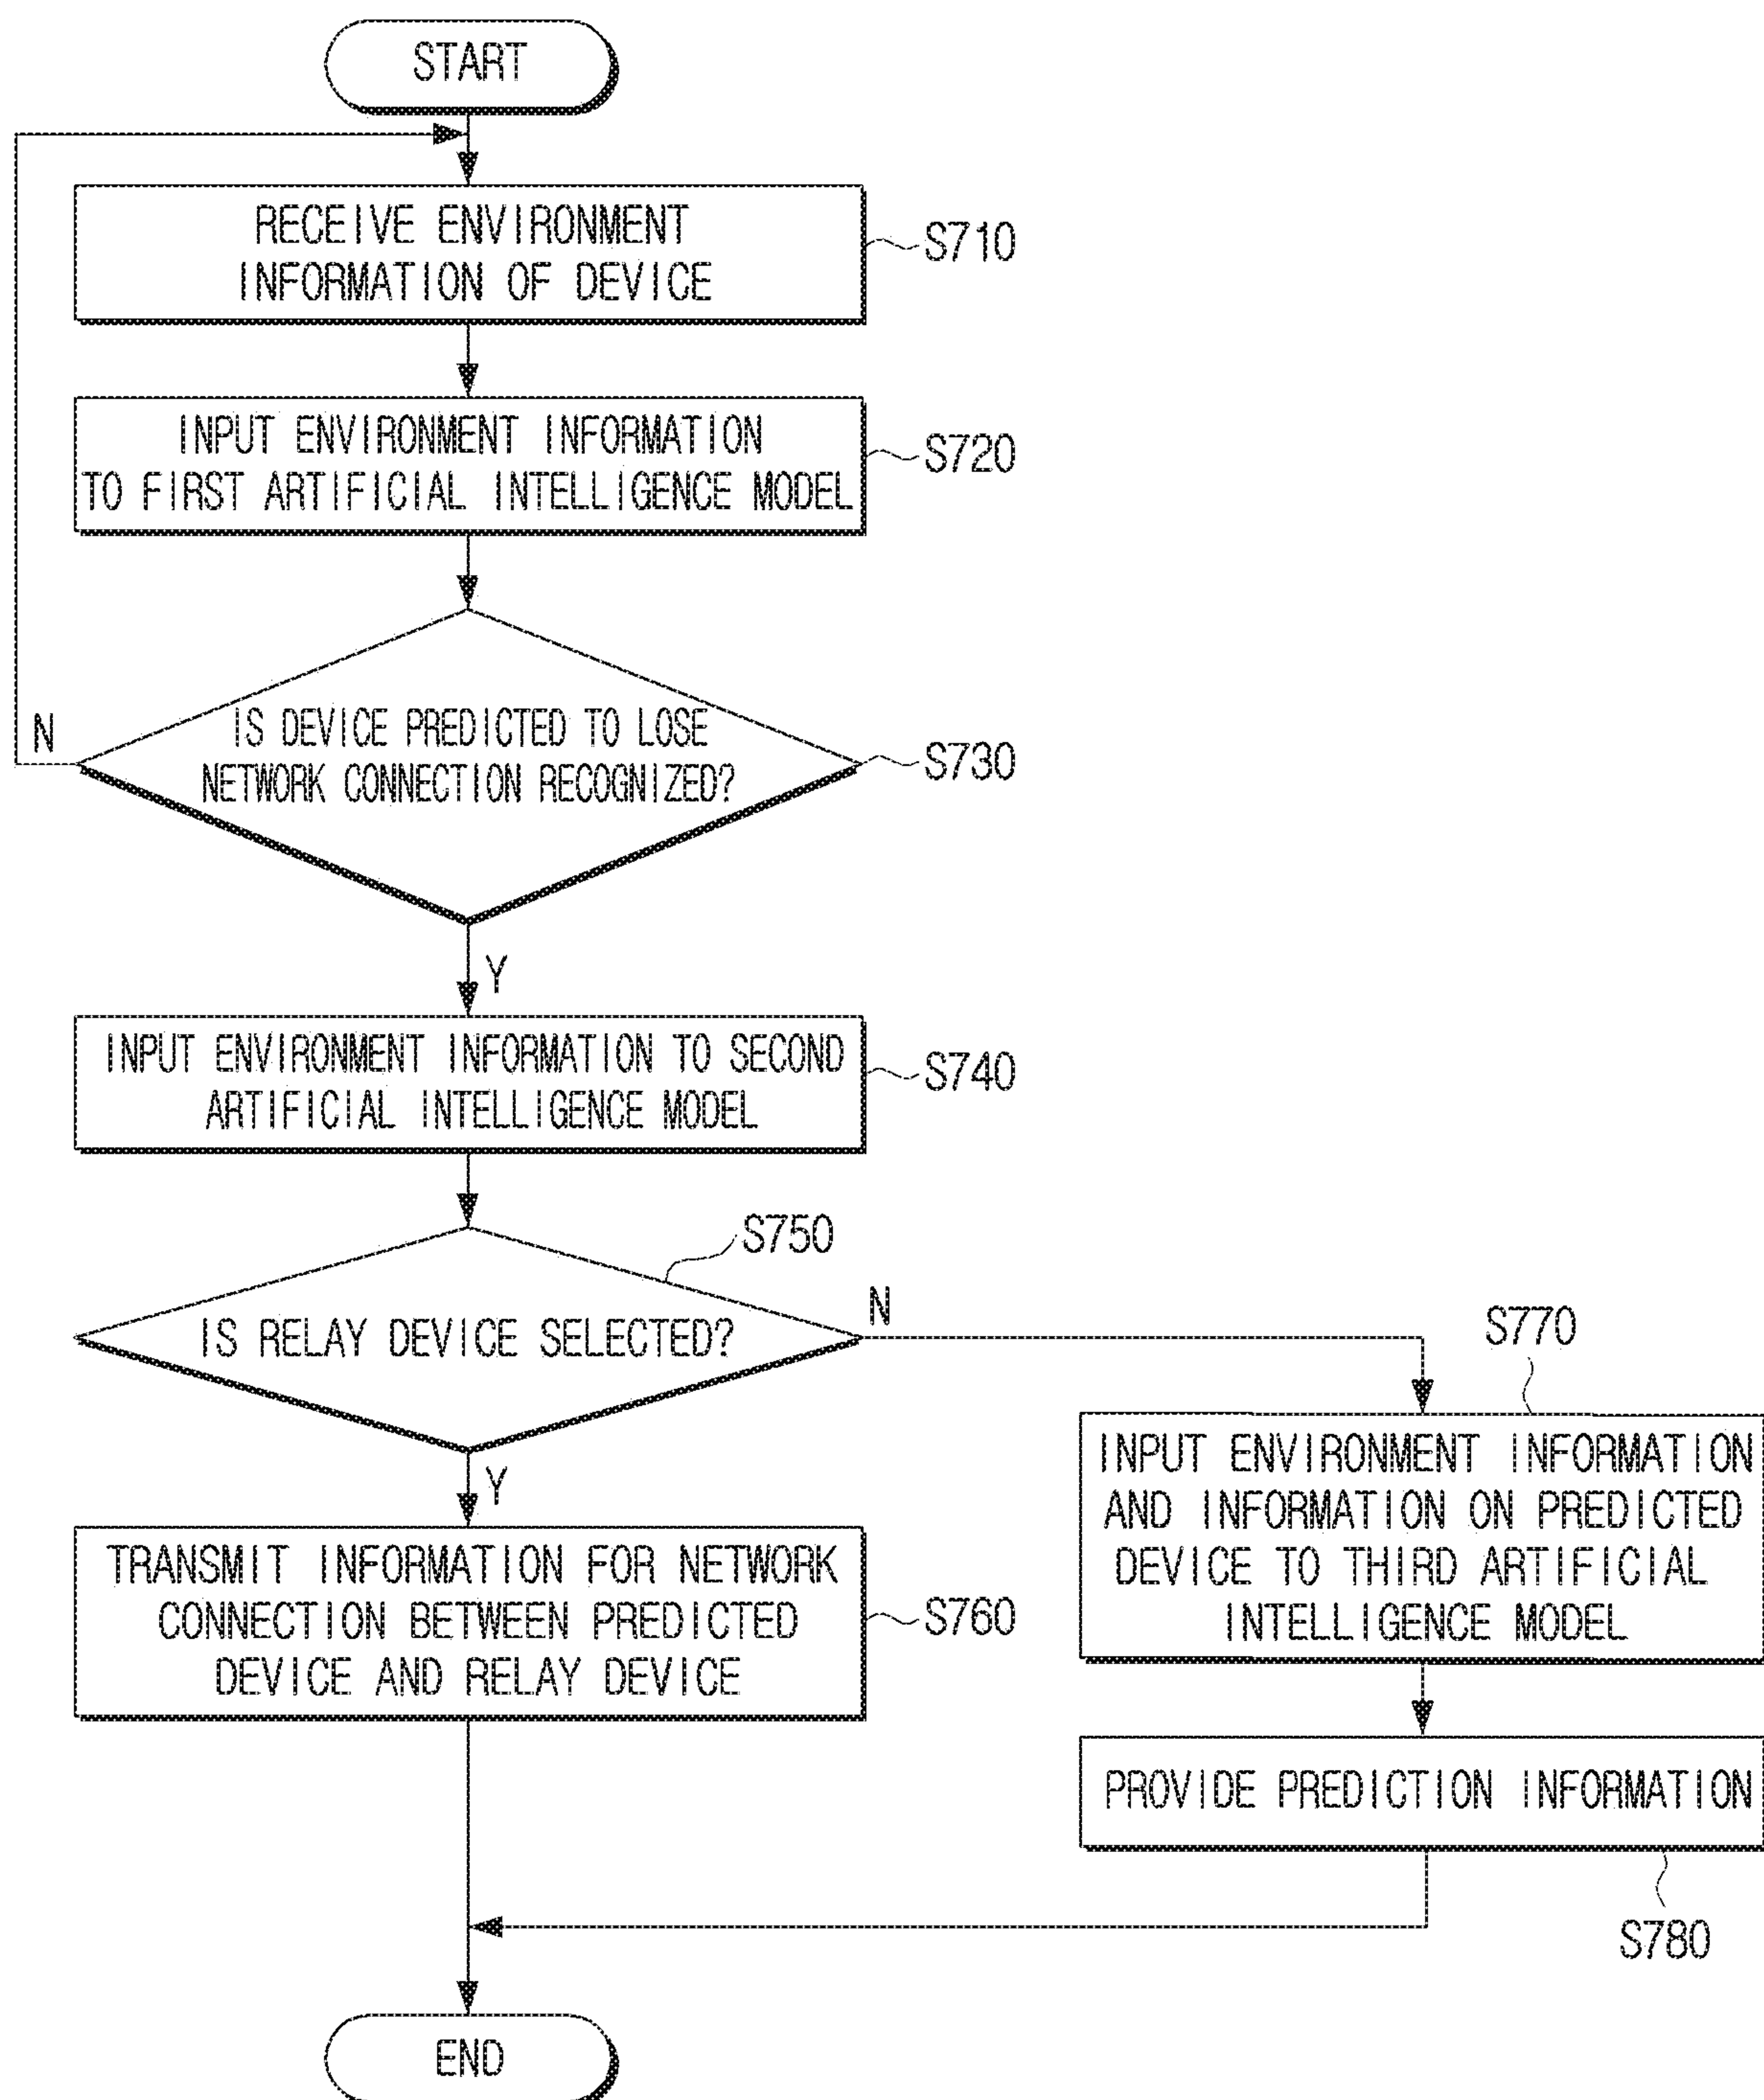 START
RECEIVE ENVIRONMENT
INFORMATION OF DEVICE
S710
INPUT ENVIRONMENT INFORMATION
TO FIRST ARTIFICIAL INTELLIGENCE MODEL
S720
IS DEVICE PREDICTED TO LOSE
NETWORK CONNECTION RECOGNIZED?
N
S730
Y
INPUT ENVIRONMENT INFORMATION TO SECOND
ARTIFICIAL INTELLIGENCE MODEL
S740
S750
IS RELAY DEVICE SELECTED?
N
Y
S770
INPUT ENVIRONMENT INFORMATION
AND INFORMATION ON PREDICTED
DEVICE TO THIRD ARTIFICIAL
INTELLIGENCE MODEL
TRANSMIT INFORMATION FOR NETWORK
CONNECTION BETWEEN PREDICTED
DEVICE AND RELAY DEVICE
S760
PROVIDE PREDICTION INFORMATION
S780
END